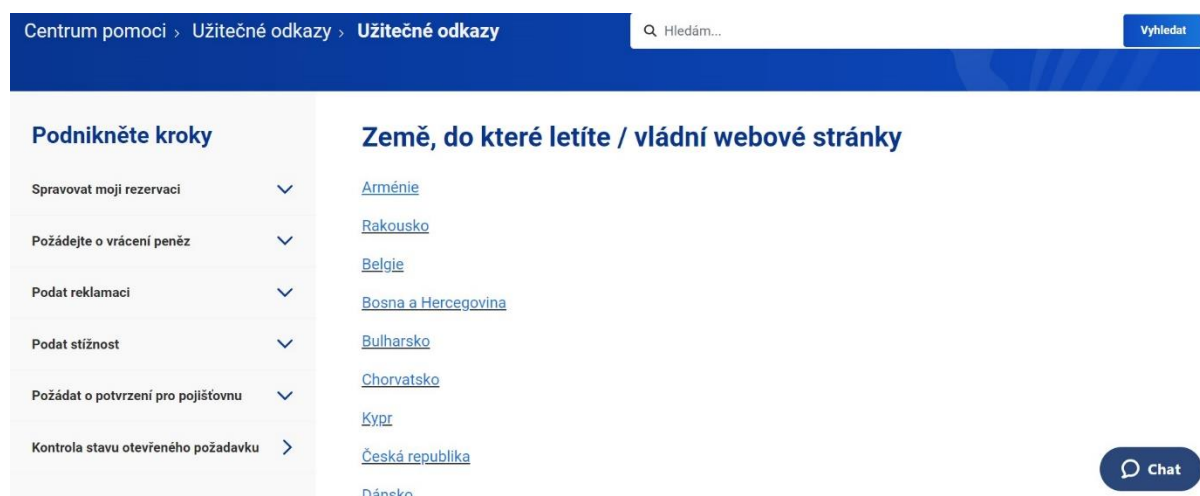 Centrum pomoci › Užitečné odkazy › Užitečné odkazy
Hledám...
Vyhledat
Podnikněte kroky
Spravovat moji rezervaci
Požádejte o vrácení peněz
Podat reklamaci
Podat stížnost
Požádat o potvrzení pro pojišťovnu
Kontrola stavu otevřeného požadavku
Země, do které letíte / vládní webové stránky
Arménie
Rakousko
Belgie
Bosna a Hercegovina
Bulharsko
Chorvatsko
Kypr
Česká republika
Dánsko
Chat